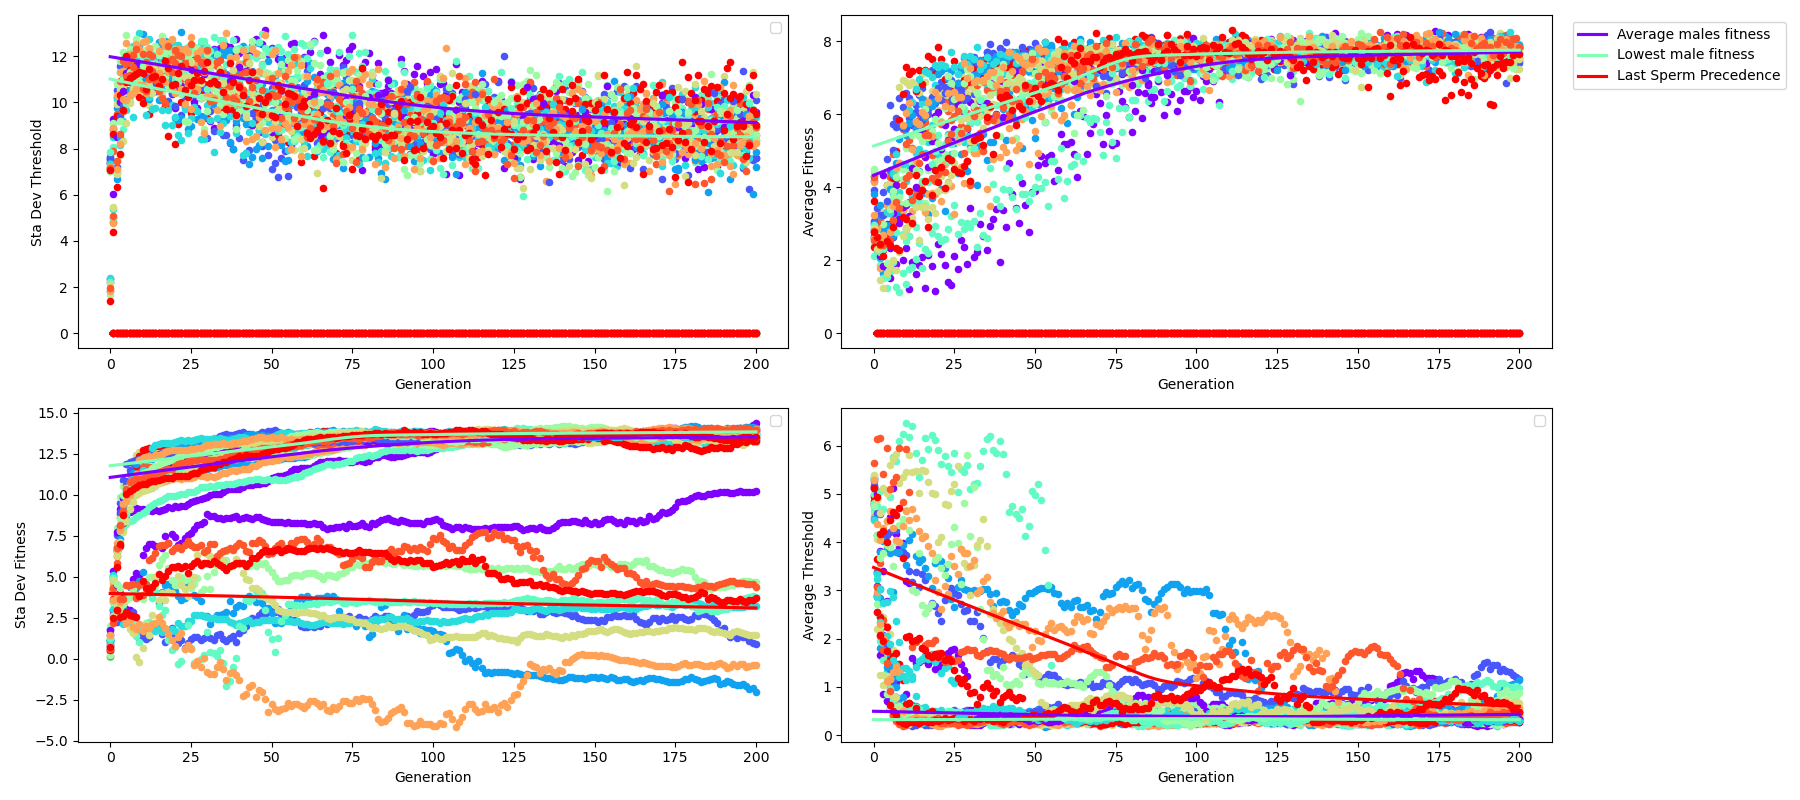 12
10
8
6
4
2
0
Sta Dev Threshold
0 25 50 75 100 125 150 175 200
Generation
8
6
4
2
0
Average Fitness
0 25 50 75 100 125 150 175 200
Generation
Average males fitness
Lowest male fitness
Last Sperm Precedence
15.0
12.5
10.0
7.5
5.0
2.5
0.0
−2.5
−5.0
Sta Dev Fitness
0 25 50 75 100 125 150 175 200
Generation
6
5
4
3
2
1
0
Average Threshold
0 25 50 75 100 125 150 175 200
Generation